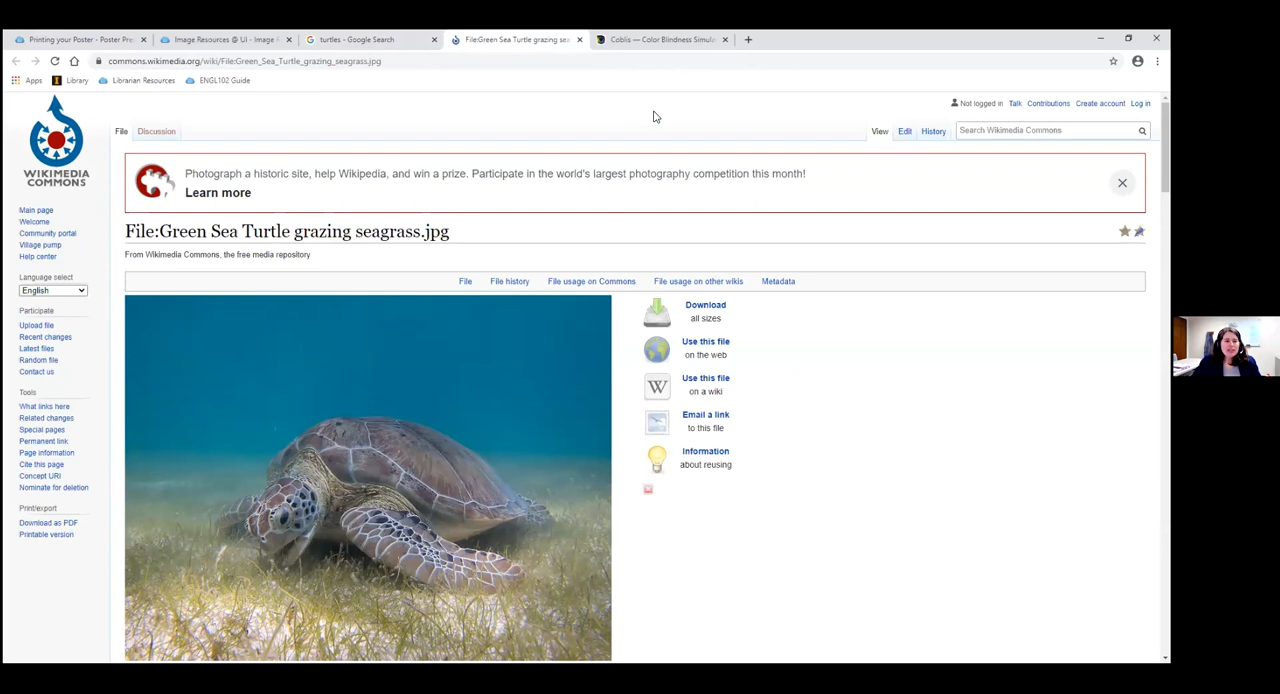 Printing your Poster - Poster Pre
Image Resources @ UI - Image
turtles - Google Search
File:Green Sea Turtle grazing sea
Coblis — Color Blindness Simula
commons.wikimedia.org/wiki/File:Green_Sea_Turtle_grazing_seagrass.jpg
Apps Library Librarian Resources ENGL102 Guide
Not logged in Talk Contributions Create account Log in
File Discussion View Edit History Search Wikimedia Commons
WIKIMEDIA
COMMONS
Photograph a historic site, help Wikipedia, and win a prize. Participate in the world's largest photography competition this month!
Learn more
Main page
Welcome
Community portal
Village pump
Help center
Language select
English
Participate
Upload file
Recent changes
Latest files
Random file
Contact us
Tools
What links here
Related changes
Special pages
Permanent link
Page information
Cite this page
Concept URI
Nominate for deletion
Print/export
Download as PDF
Printable version
File:Green Sea Turtle grazing seagrass.jpg
From Wikimedia Commons, the free media repository
File File history File usage on Commons File usage on other wikis Metadata
Download
all sizes
Use this file
on the web
W
Use this file
on a wiki
Email a link
to this file
Information
about reusing